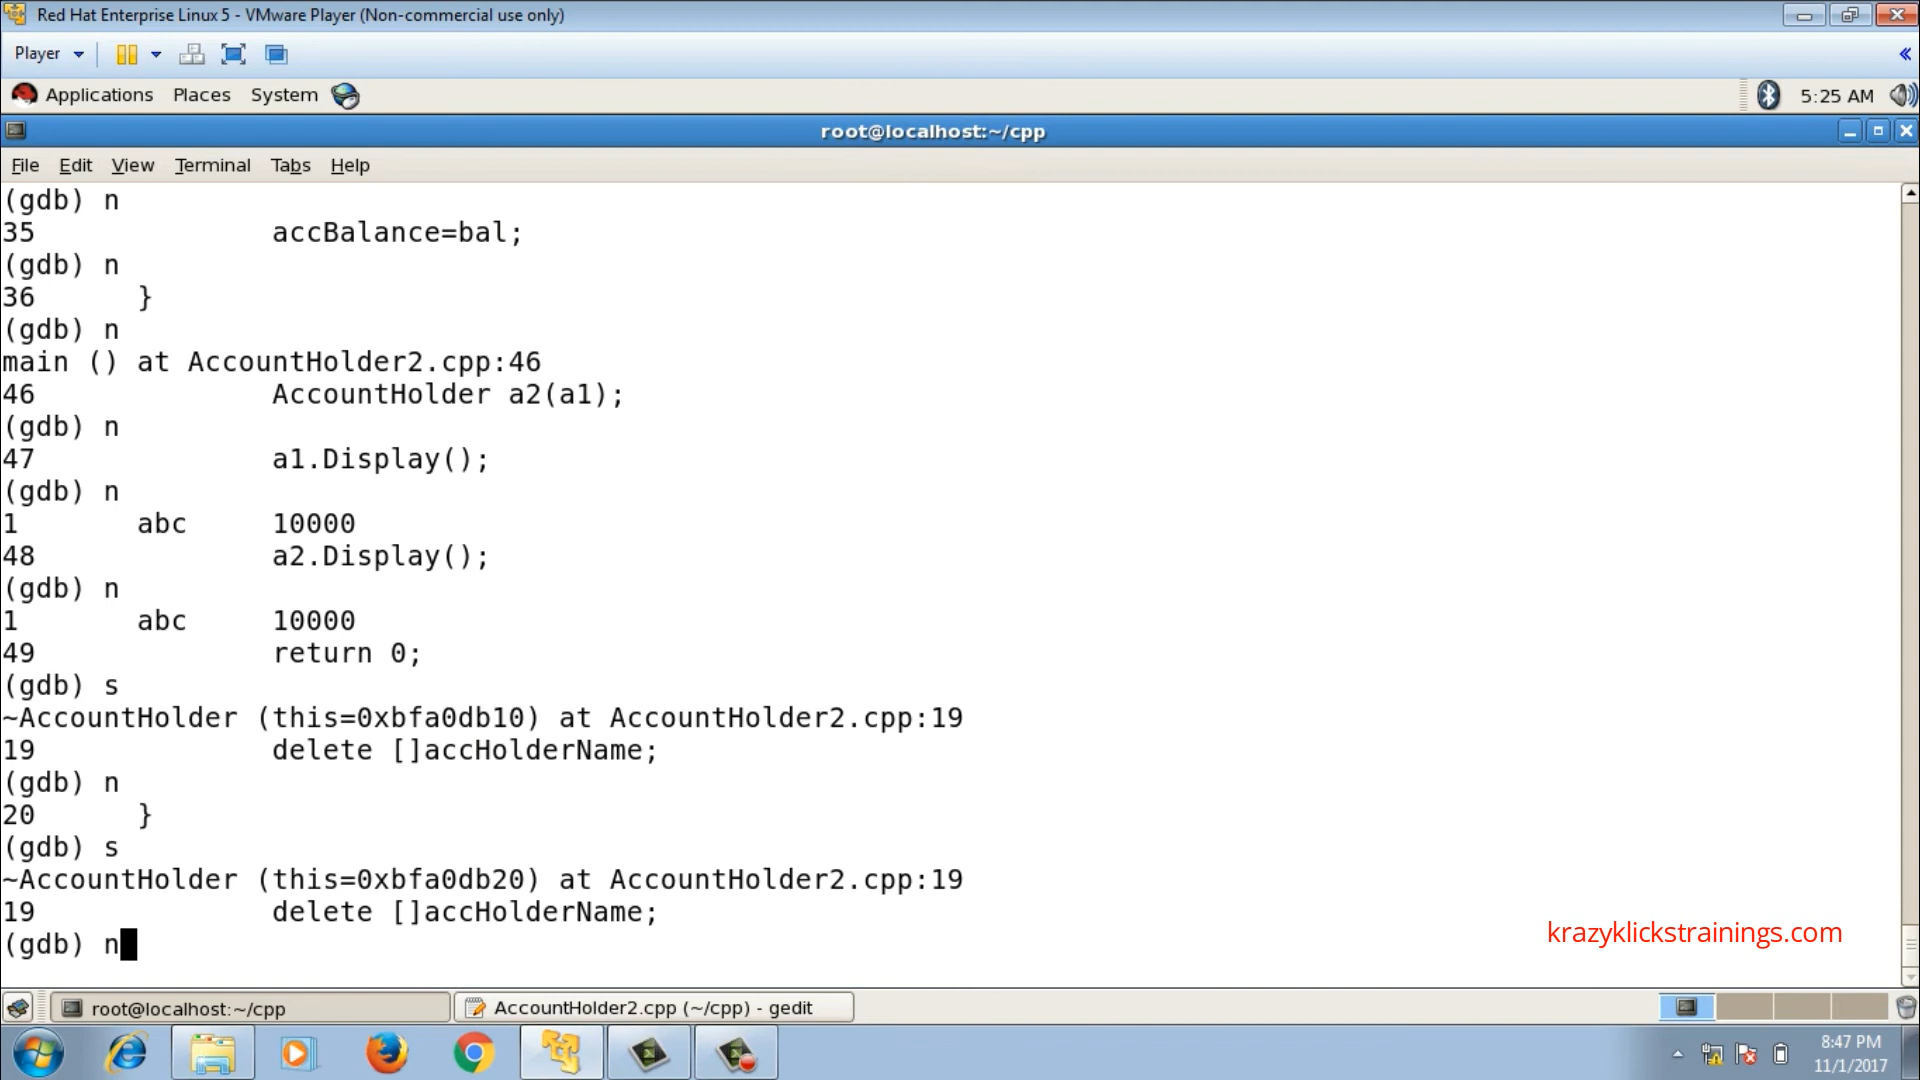 Red Hat Enterprise Linux 5 - VMware Player (Non-commercial use only)
Player
Applications Places System 5:25 AM
root@localhost:~/cpp
File Edit View Terminal Tabs Help
(gdb) n
35 accBalance=bal;
(gdb) n
36 }
(gdb) n
main () at AccountHolder2.cpp:46
46 AccountHolder a2(a1);
(gdb) n
47 a1.Display();
(gdb) n
1 abc 10000
48 a2.Display();
(gdb) n
1 abc 10000
49 return 0;
(gdb) s
~AccountHolder (this=0xbfa0db10) at AccountHolder2.cpp:19
19 delete []accHolderName;
(gdb) n
20 }
(gdb) s
~AccountHolder (this=0xbfa0db20) at AccountHolder2.cpp:19
19 delete []accHolderName;
(gdb) n
krazyklickstrainings.com
root@localhost:~/cpp AccountHolder2.cpp (~/cpp) - gedit
8:47 PM
11/1/2017